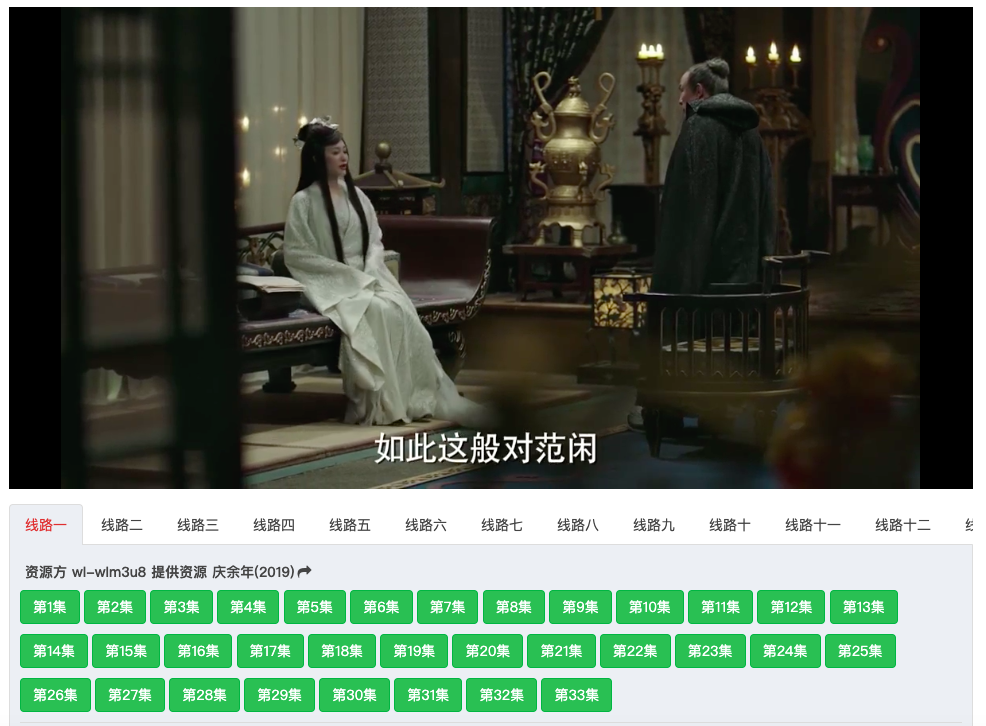 如此这般对范闲
线路一 线路二 线路三 线路四 线路五 线路六 线路七 线路八 线路九 线路十 线路十一 线路十二
资源方 wl-wlm3u8 提供资源 庆余年(2019)
第1集 第2集 第3集 第4集 第5集 第6集 第7集 第8集 第9集 第10集 第11集 第12集 第13集
第14集 第15集 第16集 第17集 第18集 第19集 第20集 第21集 第22集 第23集 第24集 第25集
第26集 第27集 第28集 第29集 第30集 第31集 第32集 第33集